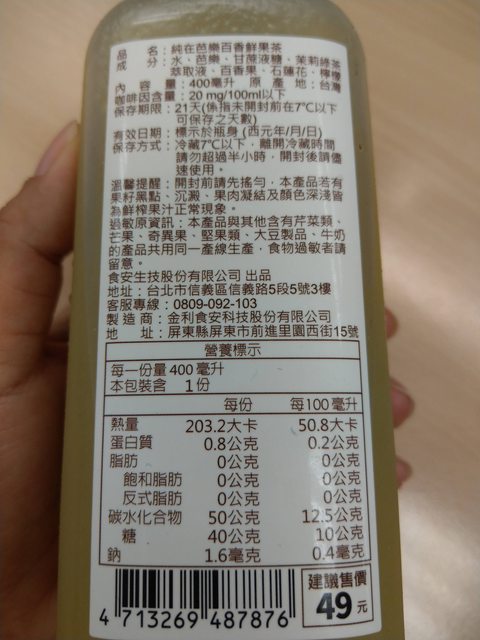 品　　名：純在芭樂百香鮮果茶
成　　分：水、芭樂、甘蔗液糖、茉莉綠茶
萃取液、百香果、石蓮花、檸檬
內 容 量：400毫升 原 產 地：台灣
咖啡因含量：20 mg/100ml以下
保存期限：21天(係指未開封前在7°C以下
可保存之天數)
有效日期：標示於瓶身 (西元年/月/日)
保存方式：冷藏7°C以下，離開冷藏時間
請勿超過半小時，開封後請儘
速使用。
溫馨提醒：開封前請先搖勻，本產品若有
果籽黑點、沉澱、果肉凝結及顏色深淺皆
為鮮榨果汁正常現象。
過敏原資訊：本產品與其他含有芹菜類、
芒果、奇異果、堅果類、大豆製品、牛奶
的產品共用同一產線生產，食物過敏者請
留意。
食安生技股份有限公司 出品
地址：台北市信義區信義路5段5號3樓
客服專線：0809-092-103
製造商：金利食安科技股份有限公司
地　址：屏東縣屏東市前進里園西街15號
營養標示
每一份量 400 毫升
本包裝含 1份
每份 每100毫升
熱量 203.2大卡 50.8大卡
蛋白質 0.8公克 0.2公克
脂肪 0公克 0公克
飽和脂肪 0公克 0公克
反式脂肪 0公克 0公克
碳水化合物 50公克 12.5公克
糖 40公克 10公克
鈉 1.6毫克 0.4毫克
4 713269 487876
建議售價
49元